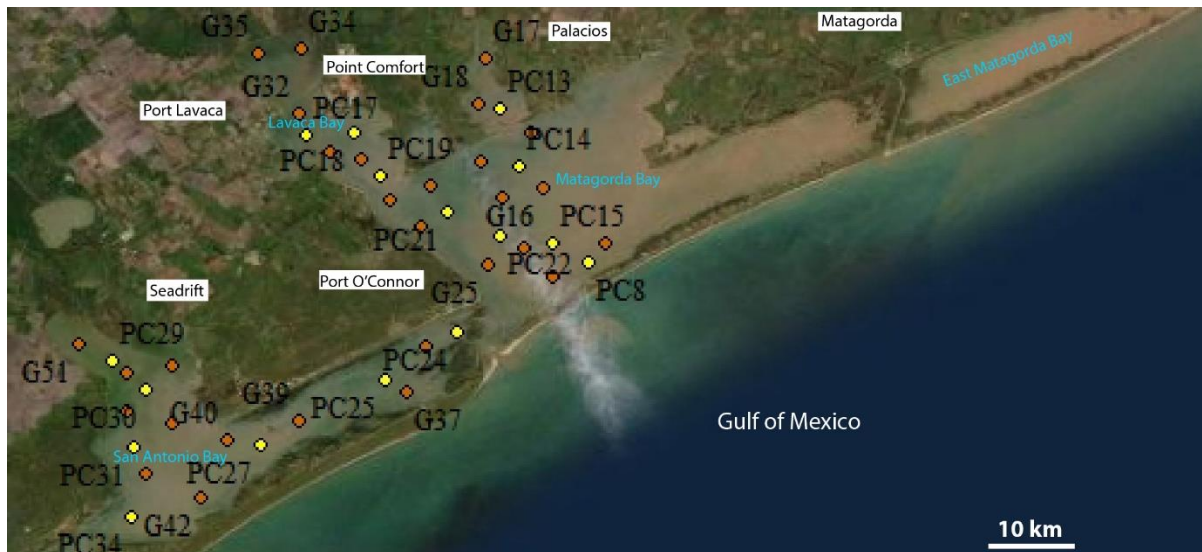 Matagorda
G35
G34
G17
Palacios
East Matagorda Bay
Point Comfort
G18
PC13
G32
Port Lavaca
PC17
Lavaca Bay
PC18
PC19
PC14
Matagorda Bay
G16
PC15
PC21
PC22
PC8
Port O'Connor
Seadrift
G25
PC29
G51
PC24
G39
G37
PC30
G40
PC25
Gulf of Mexico
San Antonio Bay
PC31
PC27
G42
PC34
10 km